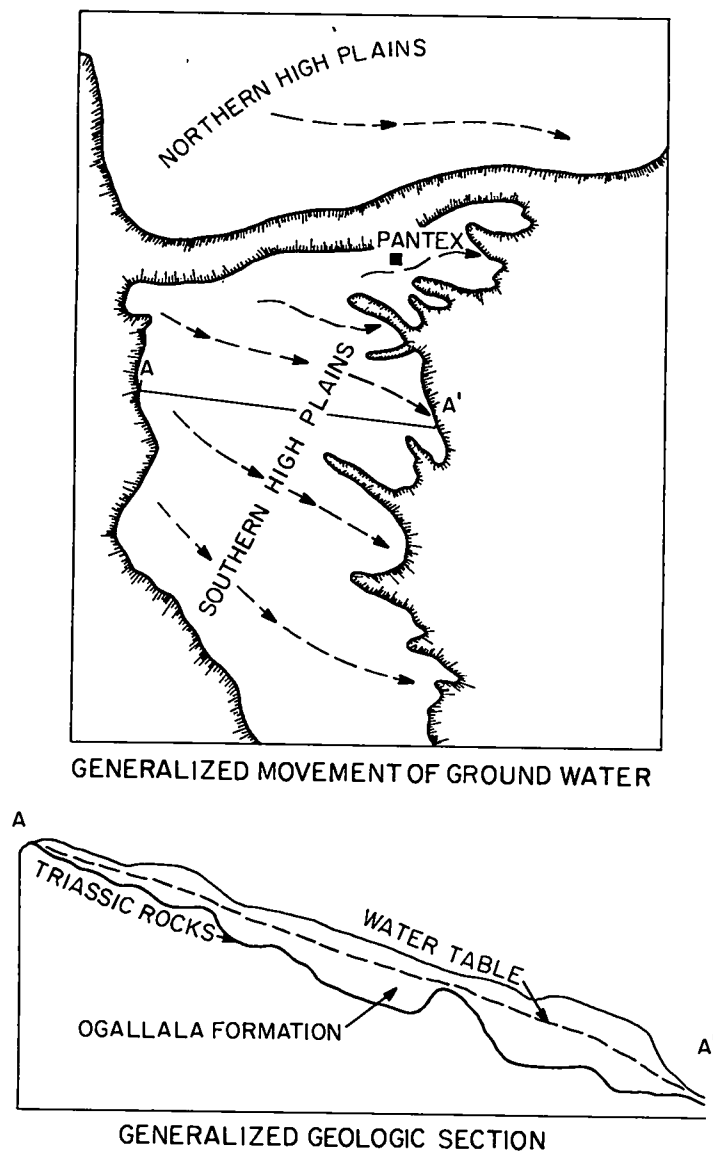 NORTHERN HIGH PLAINS
PANTEX
A
A'
SOUTHERN HIGH PLAINS
GENERALIZED MOVEMENT OF GROUND WATER
A
TRIASSIC ROCKS
WATER TABLE
OGALLALA FORMATION
A
GENERALIZED GEOLOGIC SECTION